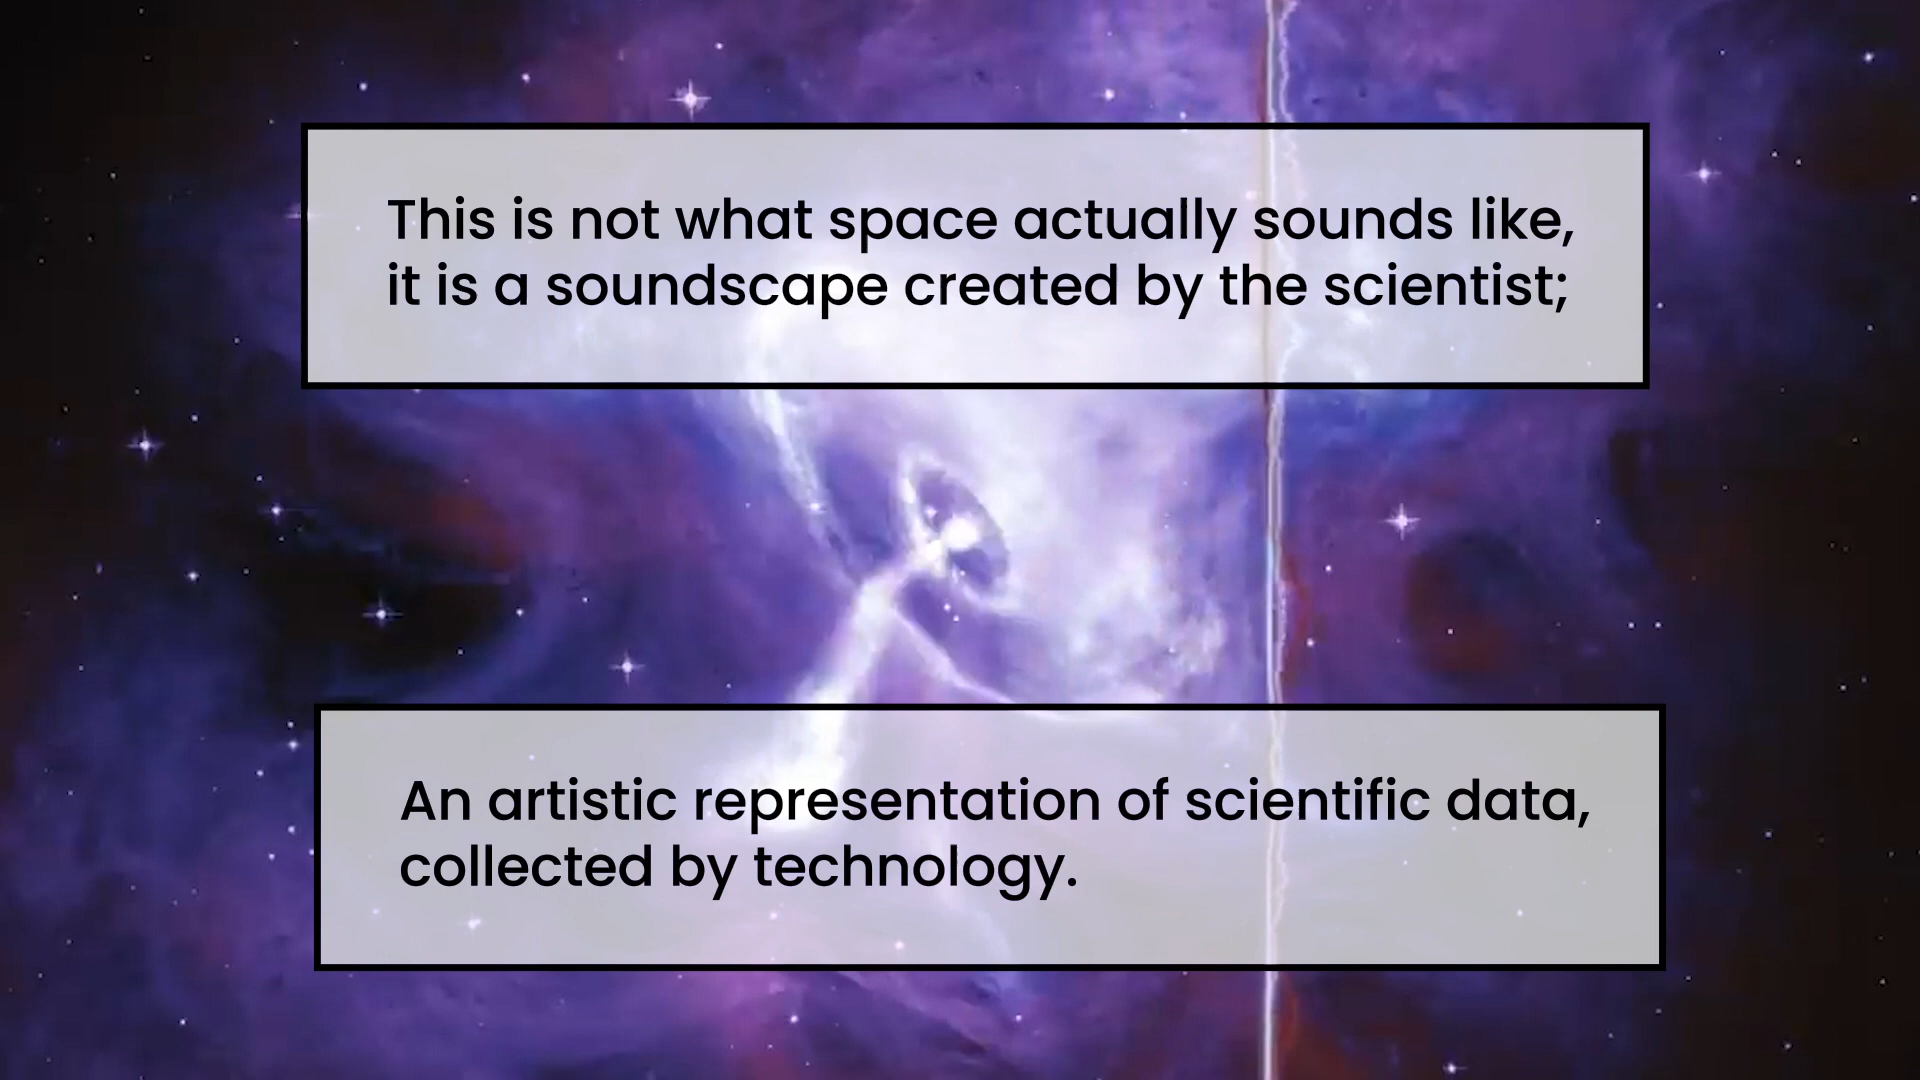 This is not what space actually sounds like,
it is a soundscape created by the scientist;
An artistic representation of scientific data,
collected by technology.